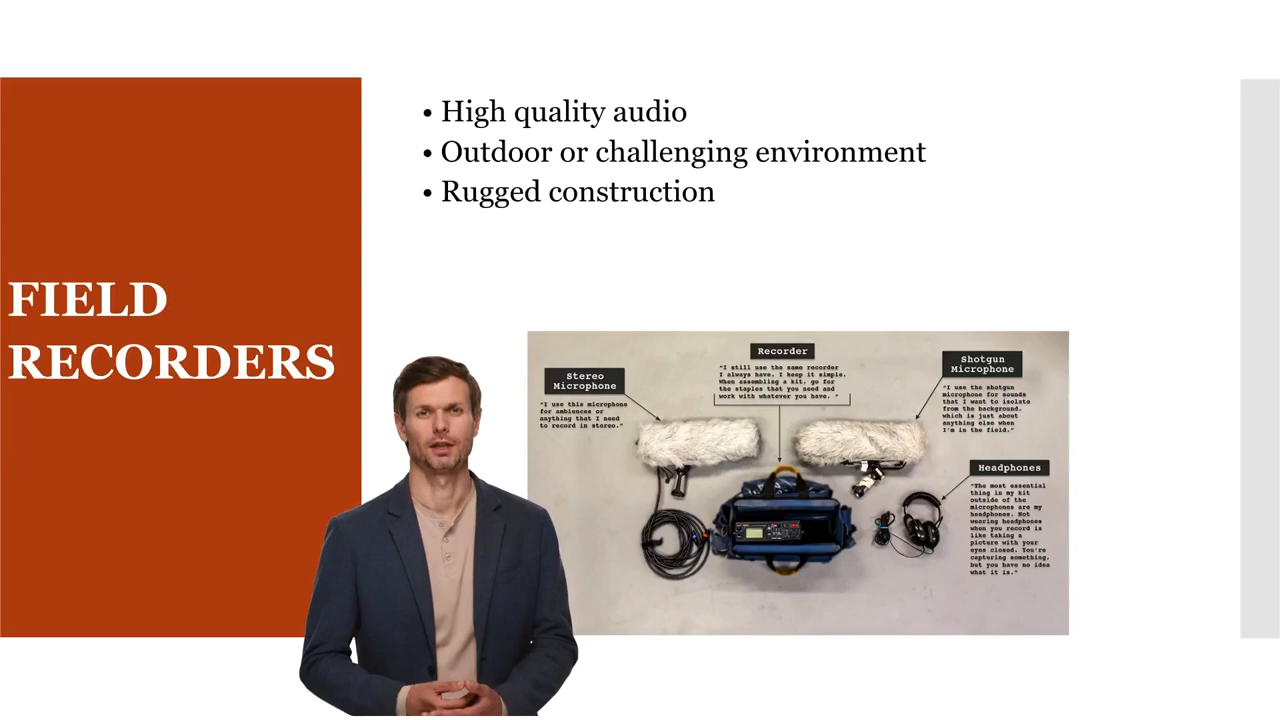 • High quality audio
• Outdoor or challenging environment
• Rugged construction
FIELD
RECORDERS
Recorder
"I still use the same recorder
I always have. I keep it simple.
When assembling a kit, go for
the staples that you need and
work with whatever you have. "
Stereo
Microphone
"I use this microphone
for ambiences or
anything that I need
to record in stereo."
Shotgun
Microphone
"I use the shotgun
microphone for sounds
that I want to isolate
from the background,
which is just about
anything else when
I'm in the field."
Headphones
"The most essential
thing in my kit
outside of the
microphones are my
headphones. Not
wearing headphones
when you record is
like taking a
picture with your
eyes closed. You're
capturing something,
but you have no idea
what it is."